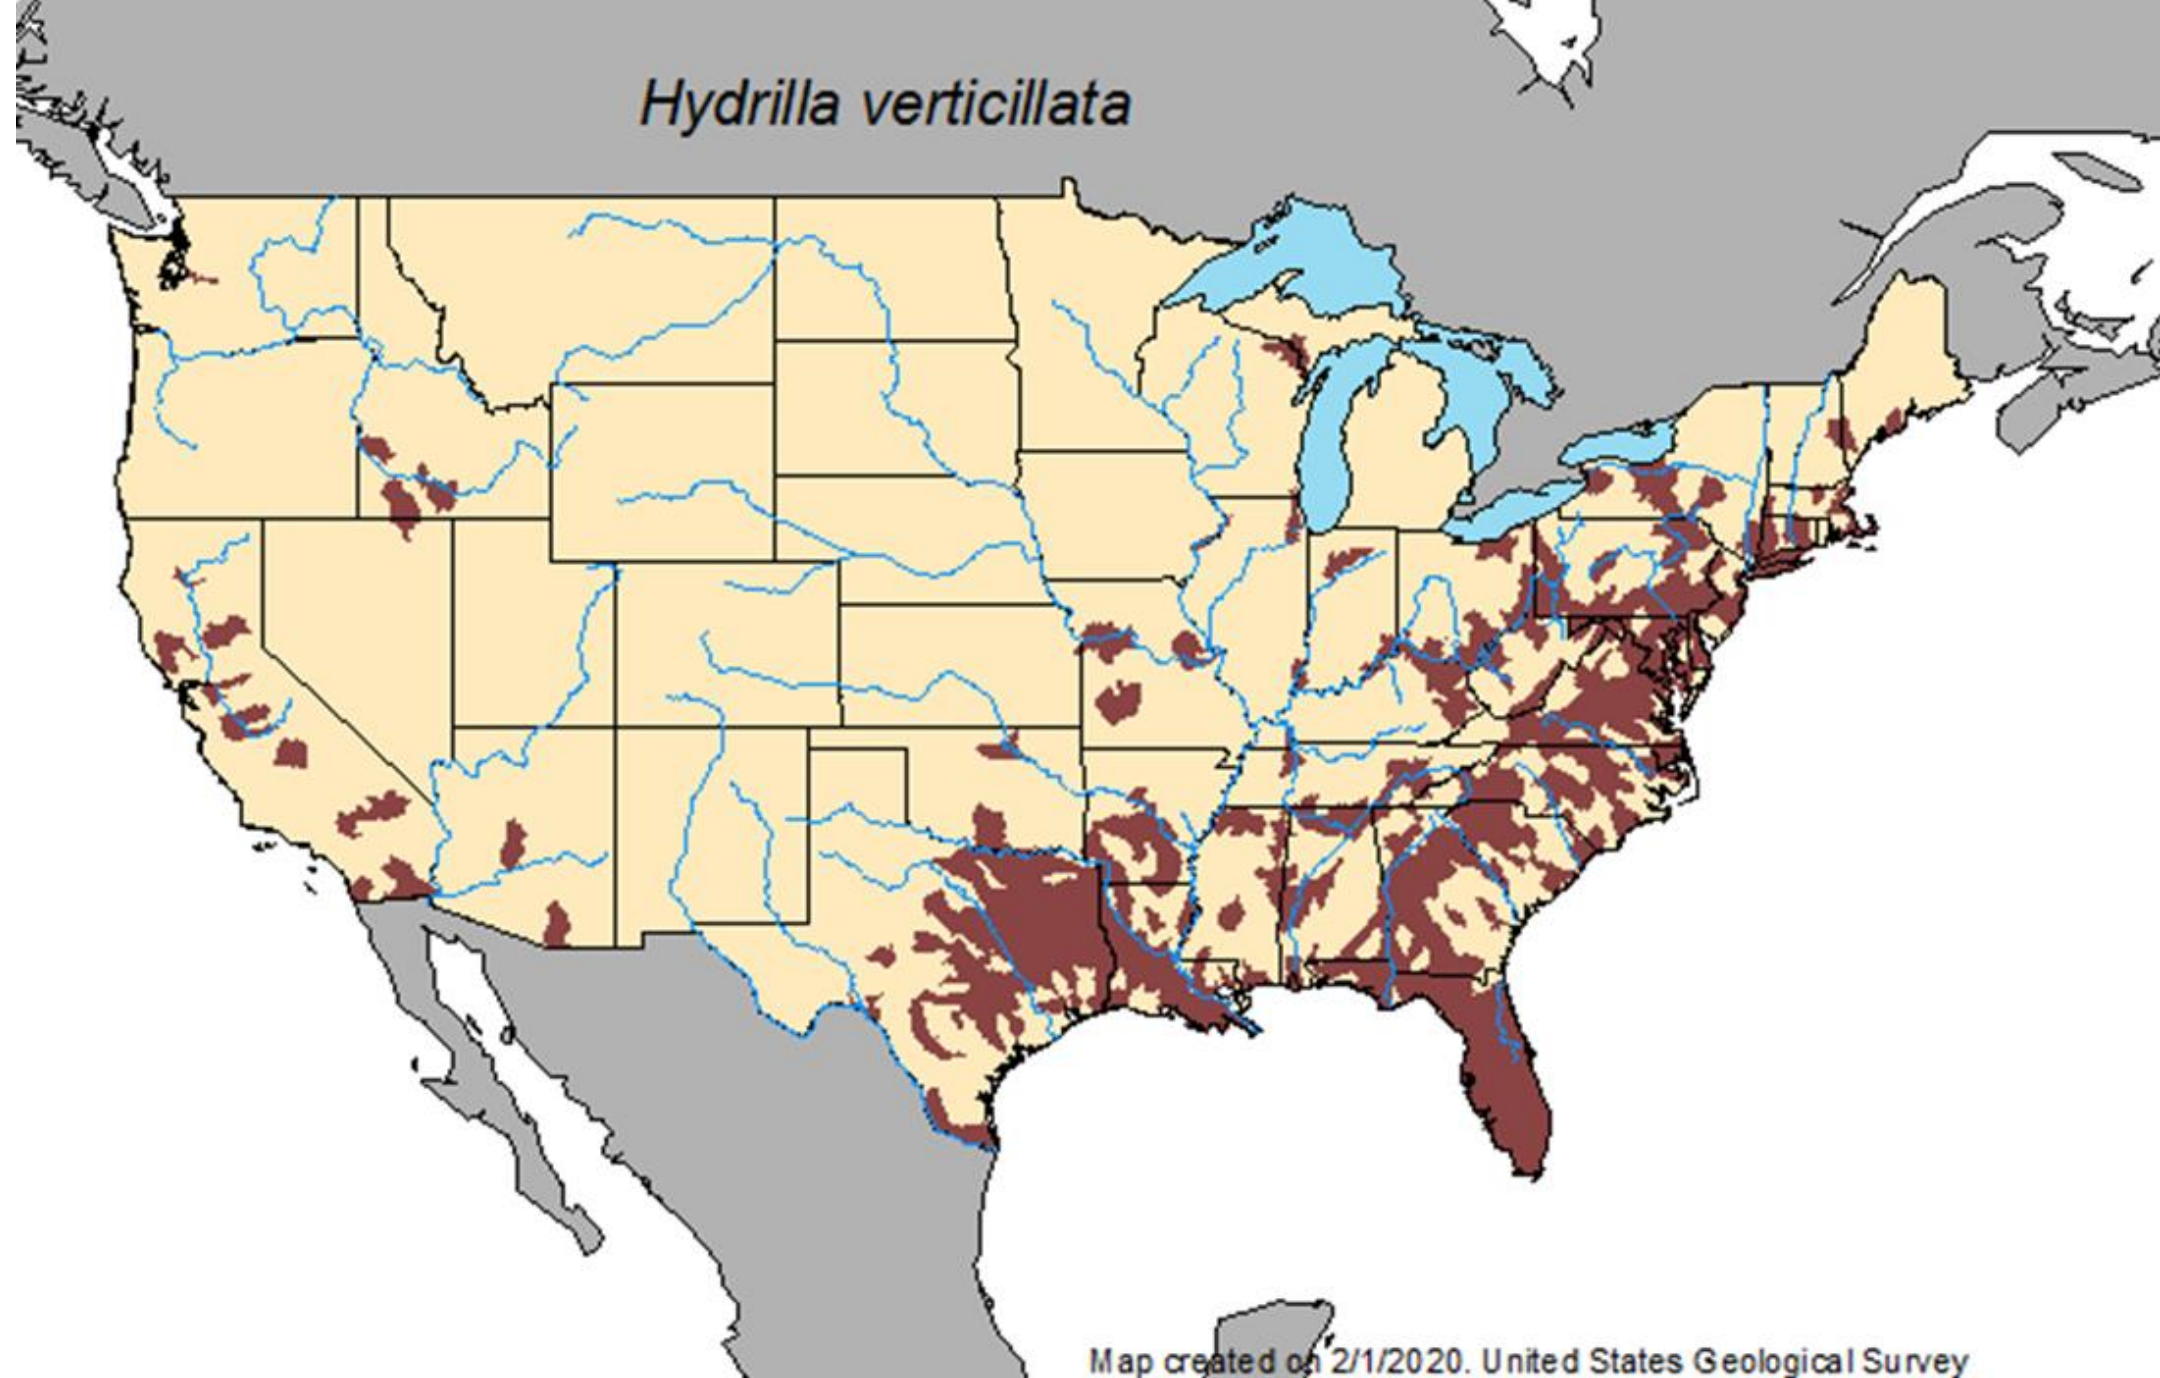 Hydrilla verticillata
Map created on 2/1/2020. United States Geological Survey